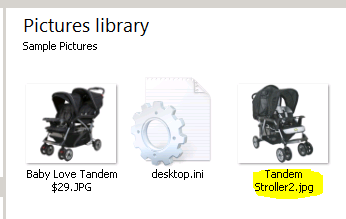 Pictures library
Sample Pictures
Baby Love Tandem
$29.JPG
desktop.ini
Tandem
Stroller2.jpg